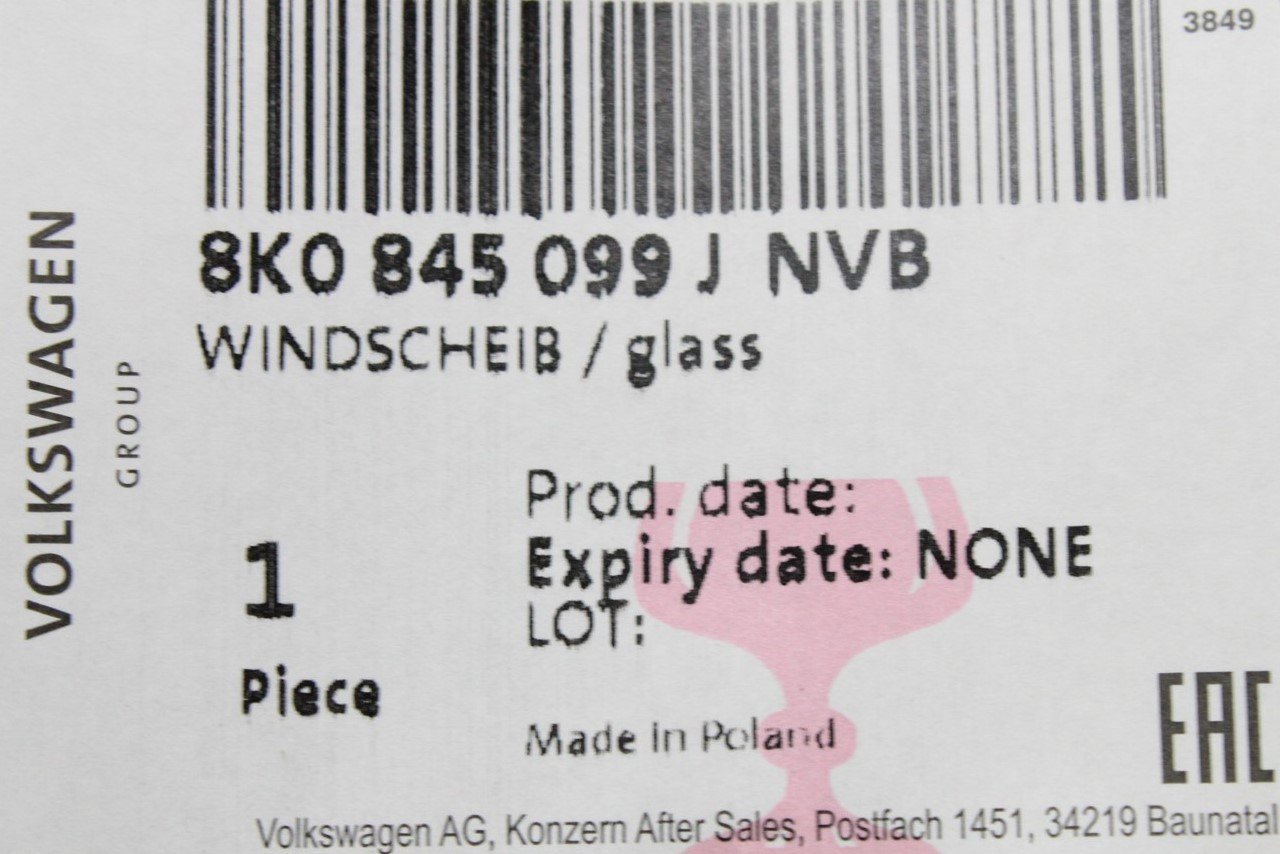 3849
8K0 845 099 J NVB
WINDSCHEIB / glass
VOLKSWAGEN
GROUP
Prod. date:
Expiry date: NONE
LOT:
1
Piece
Made in Poland
EAC
Volkswagen AG, Konzern After Sales, Postfach 1451, 34219 Baunatal